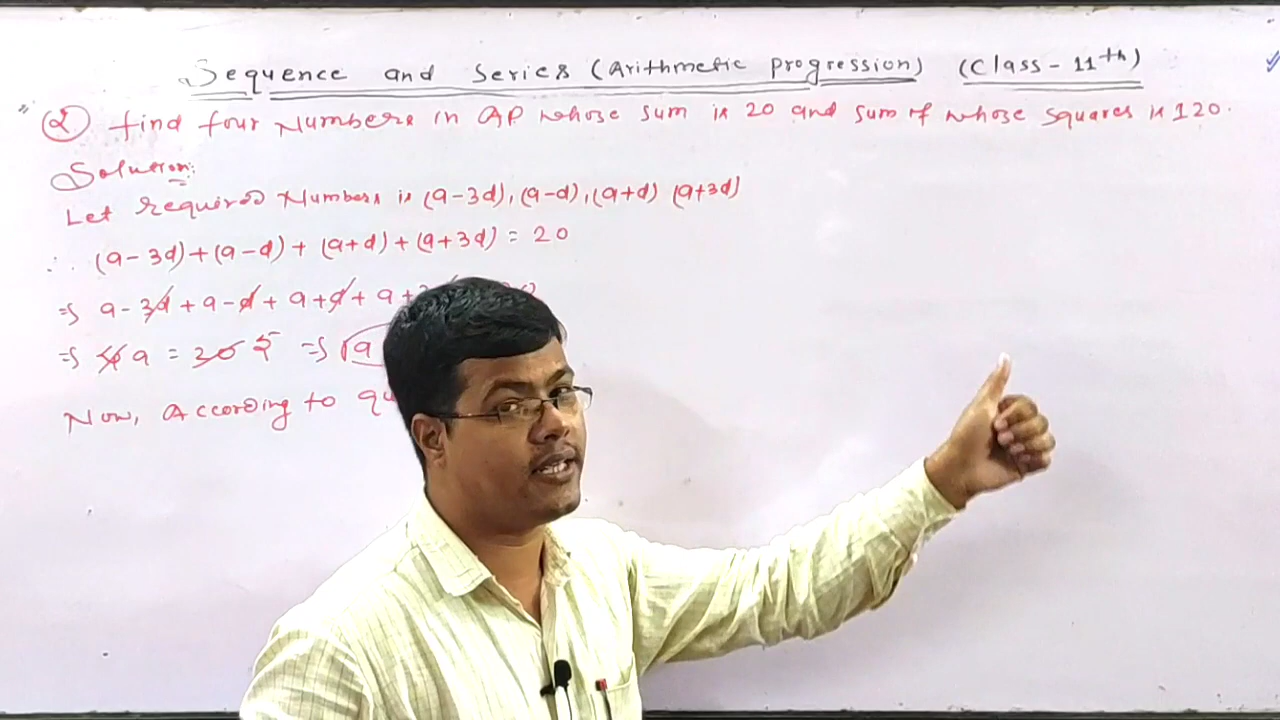 Sequence and Series (Arithmetic progression) (Class-11th)
② find four Numbers in AP whose sum is 20 and sum of whose squares is 120.
Solution:
Let required Numbers is (a-3d), (a-d), (a+d) (a+3d)
∴ (a-3d)+(a-d)+(a+d)+(a+3d) = 20
⇒ a-3d+a-d+a+d+a+
⇒ 4a = 20 5 ⇒ a
Now, According to